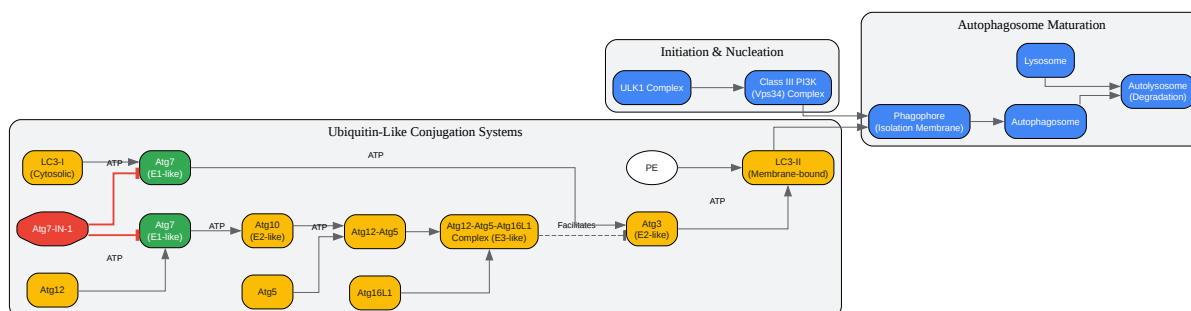 Autophagosome Maturation
Initiation & Nucleation
Lysosome
ULK1 Complex
Class III PI3K
(Vps34) Complex
Autolysosome
(Degradation)
Phagophore
(Isolation Membrane)
Autophagosome
Ubiquitin-Like Conjugation Systems
LC3-I
(Cytosolic)
ATP
Atg7
(E1-like)
ATP
PE
LC3-II
(Membrane-bound)
Atg7-IN-1
Atg7
(E1-like)
ATP
Atg10
(E2-like)
ATP
Atg12-Atg5
Atg12-Atg5-Atg16L1
Complex (E3-like)
Facilitates
Atg3
(E2-like)
ATP
ATP
Atg12
Atg5
Atg16L1